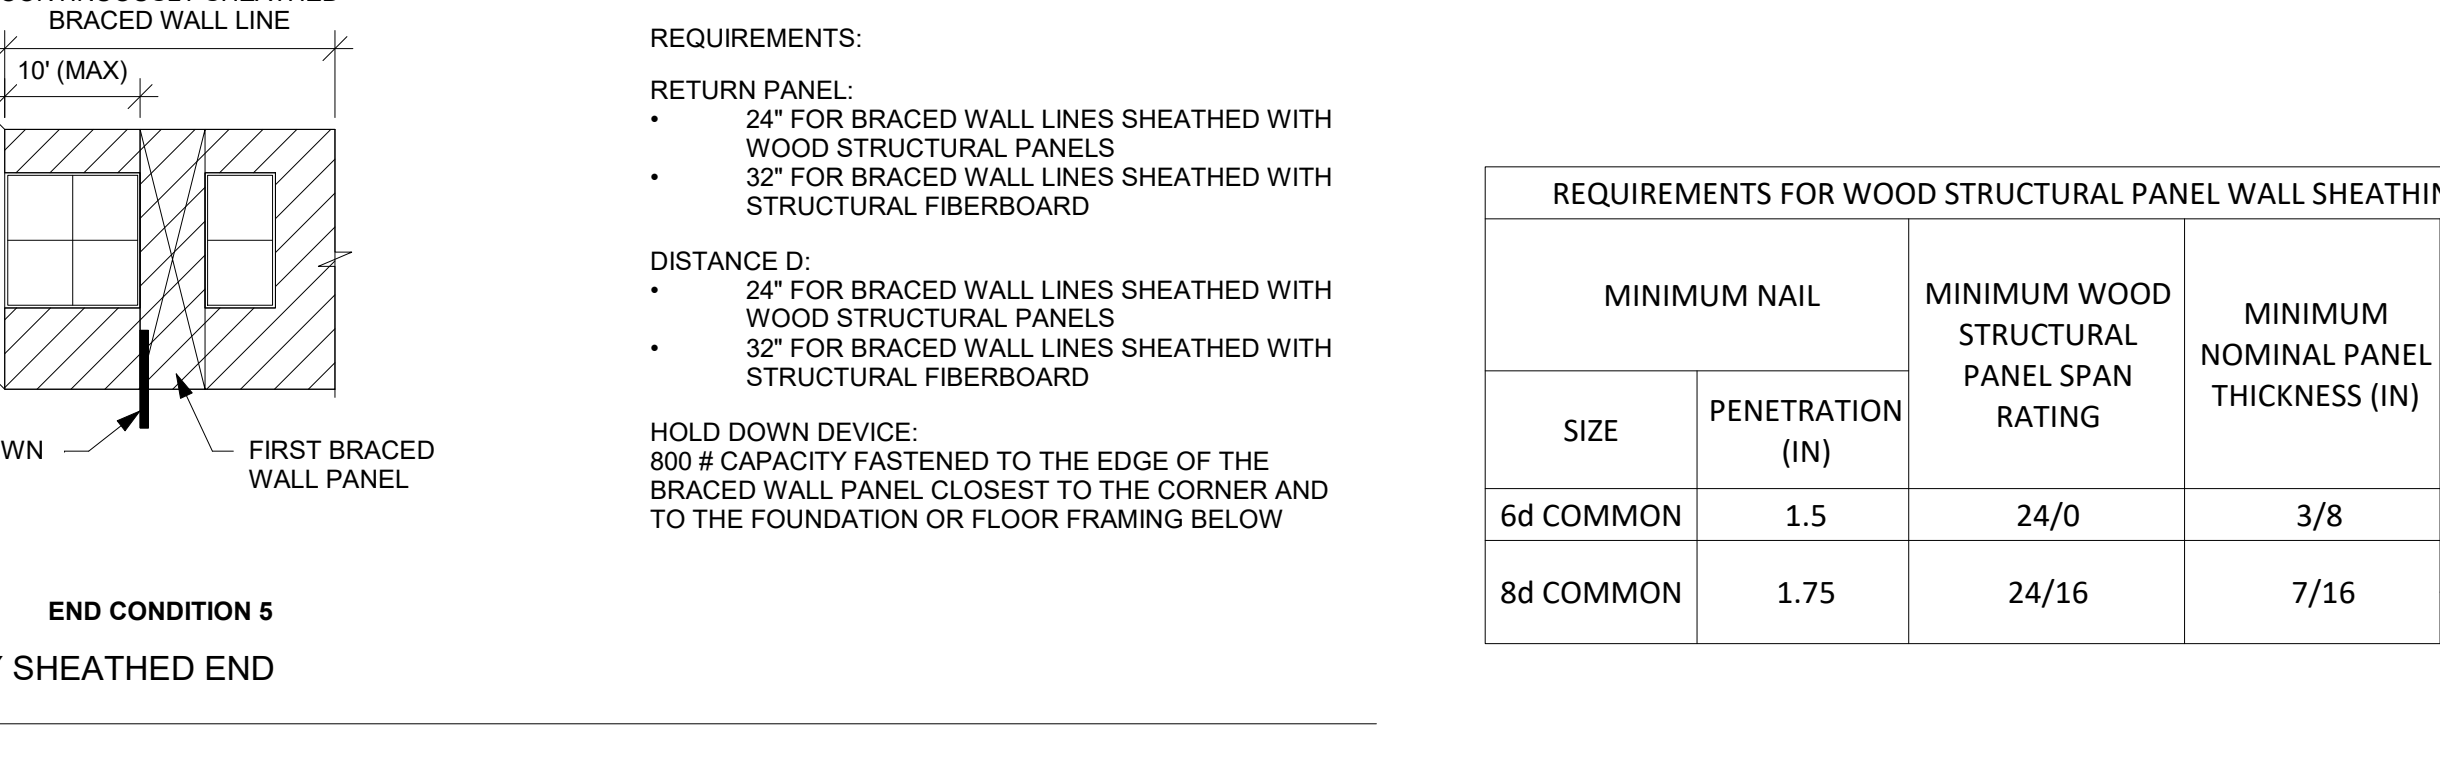 BRACED WALL LINE
10' (MAX)
WN
FIRST BRACED
WALL PANEL
END CONDITION 5
SHEATHED END
REQUIREMENTS:
RETURN PANEL:
• 24" FOR BRACED WALL LINES SHEATHED WITH
WOOD STRUCTURAL PANELS
• 32" FOR BRACED WALL LINES SHEATHED WITH
STRUCTURAL FIBERBOARD
DISTANCE D:
• 24" FOR BRACED WALL LINES SHEATHED WITH
WOOD STRUCTURAL PANELS
• 32" FOR BRACED WALL LINES SHEATHED WITH
STRUCTURAL FIBERBOARD
HOLD DOWN DEVICE:
800 # CAPACITY FASTENED TO THE EDGE OF THE
BRACED WALL PANEL CLOSEST TO THE CORNER AND
TO THE FOUNDATION OR FLOOR FRAMING BELOW
REQUIREMENTS FOR WOOD STRUCTURAL PANEL WALL SHEATHIN
MINIMUM NAIL
MINIMUM WOOD
STRUCTURAL
PANEL SPAN
RATING
MINIMUM
NOMINAL PANEL
THICKNESS (IN)
SIZE
PENETRATION
(IN)
6d COMMON 1.5 24/0 3/8
8d COMMON 1.75 24/16 7/16